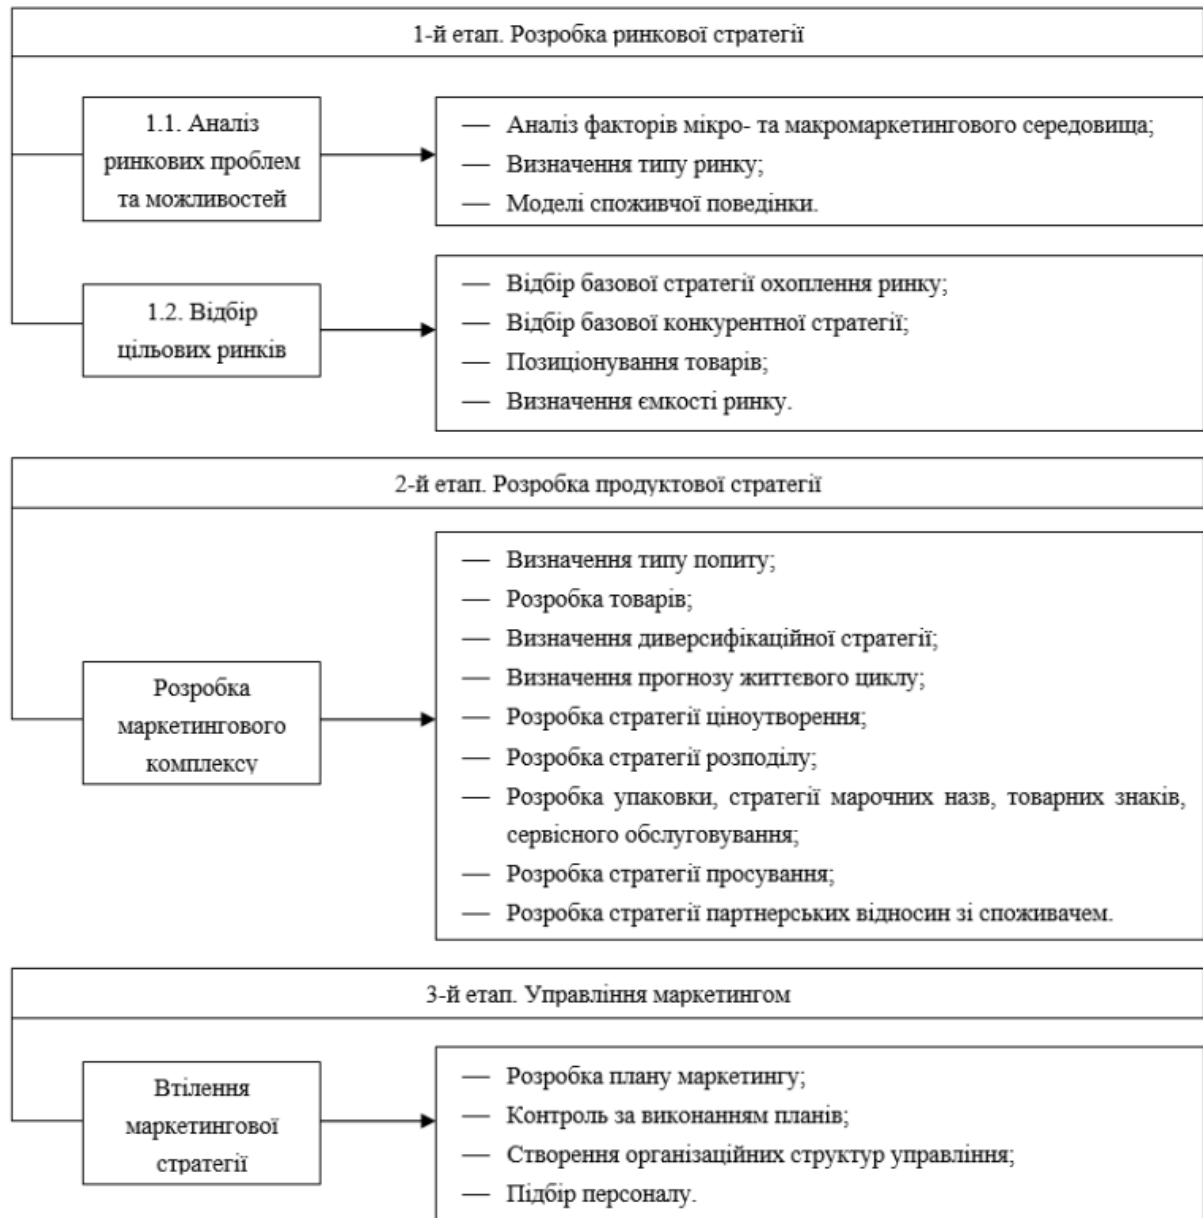 1-й етап. Розробка ринкової стратегії
1.1. Аналіз
ринкових проблем
та можливостей
— Аналіз факторів мікро- та макромаркетингового середовища;
— Визначення типу ринку;
— Моделі споживчої поведінки.
1.2. Відбір
цільових ринків
— Відбір базової стратегії охоплення ринку;
— Відбір базової конкурентної стратегії;
— Позиціонування товарів;
— Визначення ємкості ринку.
2-й етап. Розробка продуктової стратегії
Розробка
маркетингового
комплексу
— Визначення типу попиту;
— Розробка товарів;
— Визначення диверсифікаційної стратегії;
— Визначення прогнозу життєвого циклу;
— Розробка стратегії ціноутворення;
— Розробка стратегії розподілу;
— Розробка упаковки, стратегії марочних назв, товарних знаків,
сервісного обслуговування;
— Розробка стратегії просування;
— Розробка стратегії партнерських відносин зі споживачем.
3-й етап. Управління маркетингом
Втілення
маркетингової
стратегії
— Розробка плану маркетингу;
— Контроль за виконанням планів;
— Створення організаційних структур управління;
— Підбір персоналу.